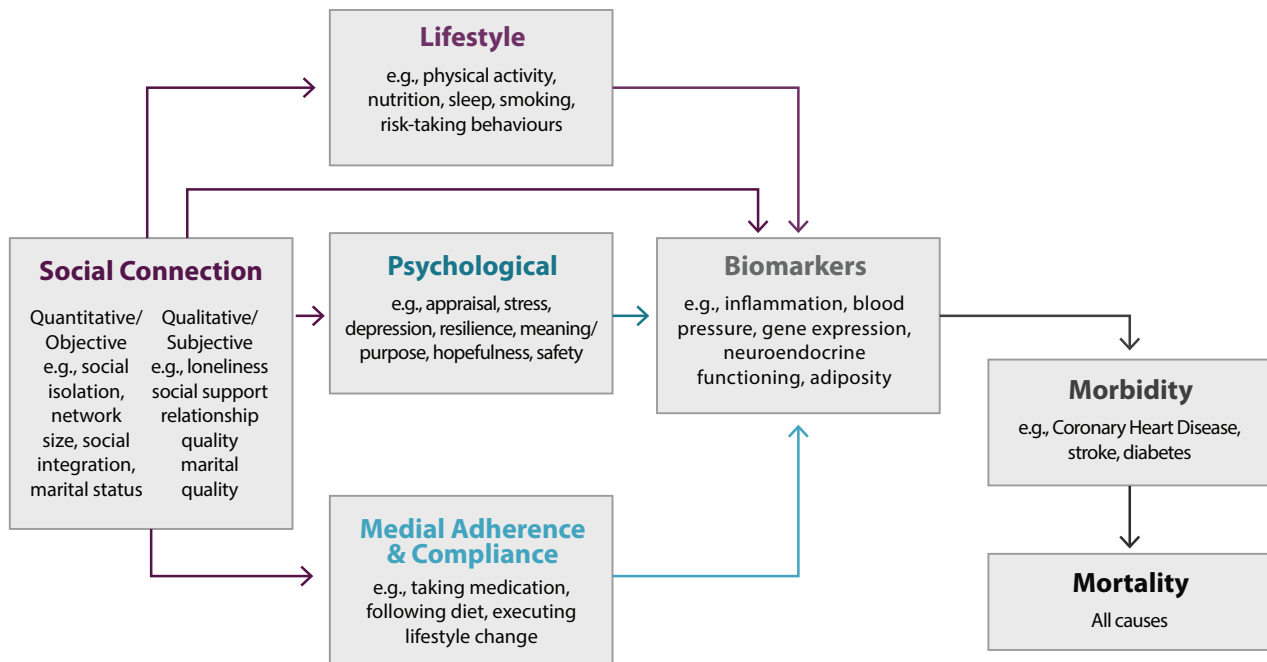 Lifestyle
e.g., physical activity,
nutrition, sleep, smoking,
risk-taking behaviours
Social Connection
Quantitative/
Objective
e.g., social
isolation,
network
size, social
integration,
marital status
Qualitative/
Subjective
e.g., loneliness
social support
relationship
quality
marital
quality
Psychological
e.g., appraisal, stress,
depression, resilience, meaning/
purpose, hopefulness, safety
Medial Adherence
& Compliance
e.g., taking medication,
following diet, executing
lifestyle change
Biomarkers
e.g., inflammation, blood
pressure, gene expression,
neuroendocrine
functioning, adiposity
Morbidity
e.g., Coronary Heart Disease,
stroke, diabetes
Mortality
All causes